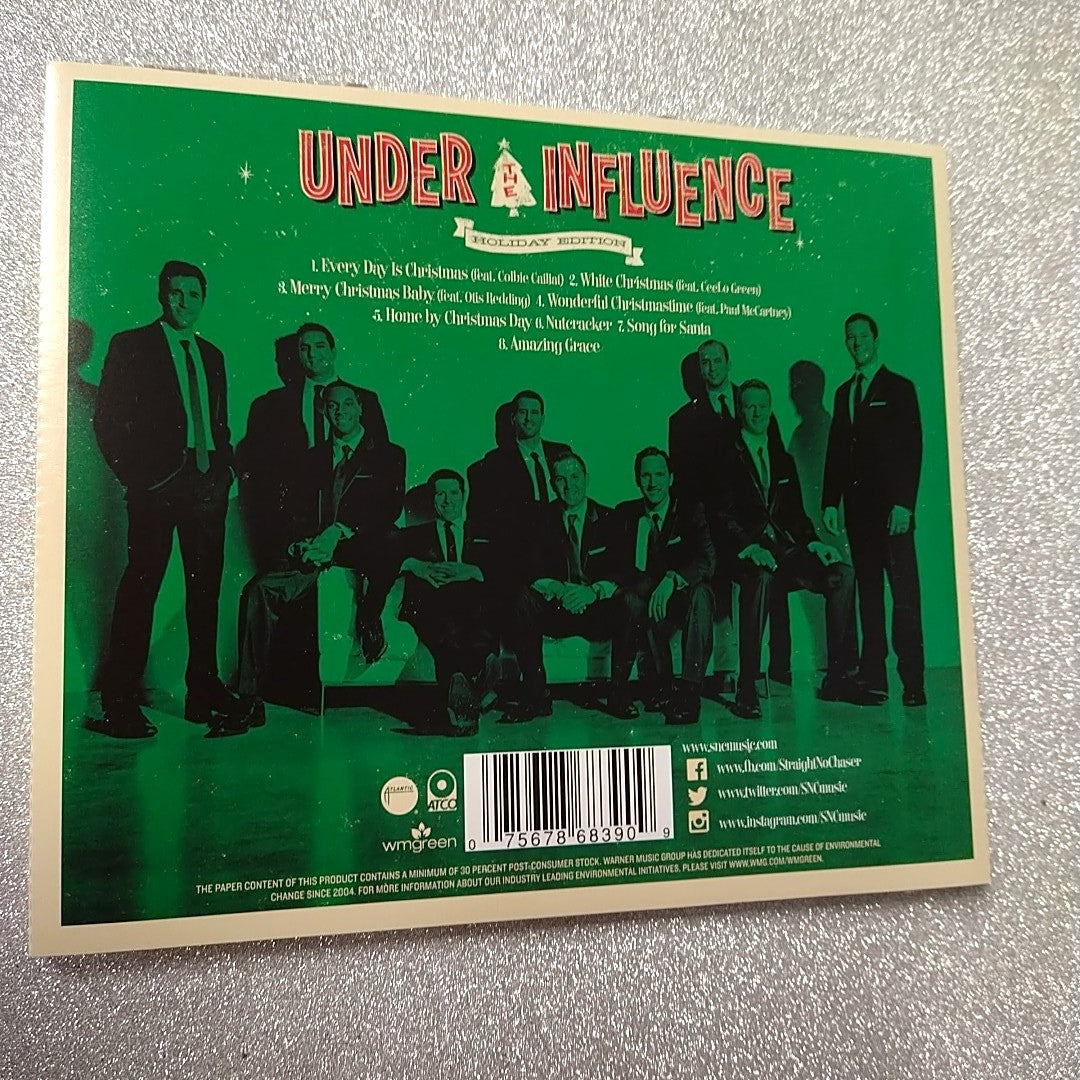 UNDER THE INFLUENCE
HOLIDAY EDITION
1. Every Day Is Christmas (feat. Colbie Caillat) 2. White Christmas (feat. CeeLo Green)
3. Merry Christmas Baby (feat. Otis Redding) 4. Wonderful Christmastime (feat. Paul McCartney)
5. Home by Christmas Day 6. Nutcracker 7. Song for Santa
8. Amazing Grace
www.sncmusic.com
www.fb.com/StraightNoChaser
www.twitter.com/SNCmusic
www.instagram.com/SNCmusic
ATLANTIC
ATCO
wmgreen
0 75678 68390 9
THE PAPER CONTENT OF THIS PRODUCT CONTAINS A MINIMUM OF 30 PERCENT POST-CONSUMER STOCK. WARNER MUSIC GROUP HAS DEDICATED ITSELF TO THE CAUSE OF ENVIRONMENTAL
CHANGE SINCE 2004. FOR MORE INFORMATION ABOUT OUR INDUSTRY LEADING ENVIRONMENTAL INITIATIVES, PLEASE VISIT WWW.WMG.COM/WMGREEN.